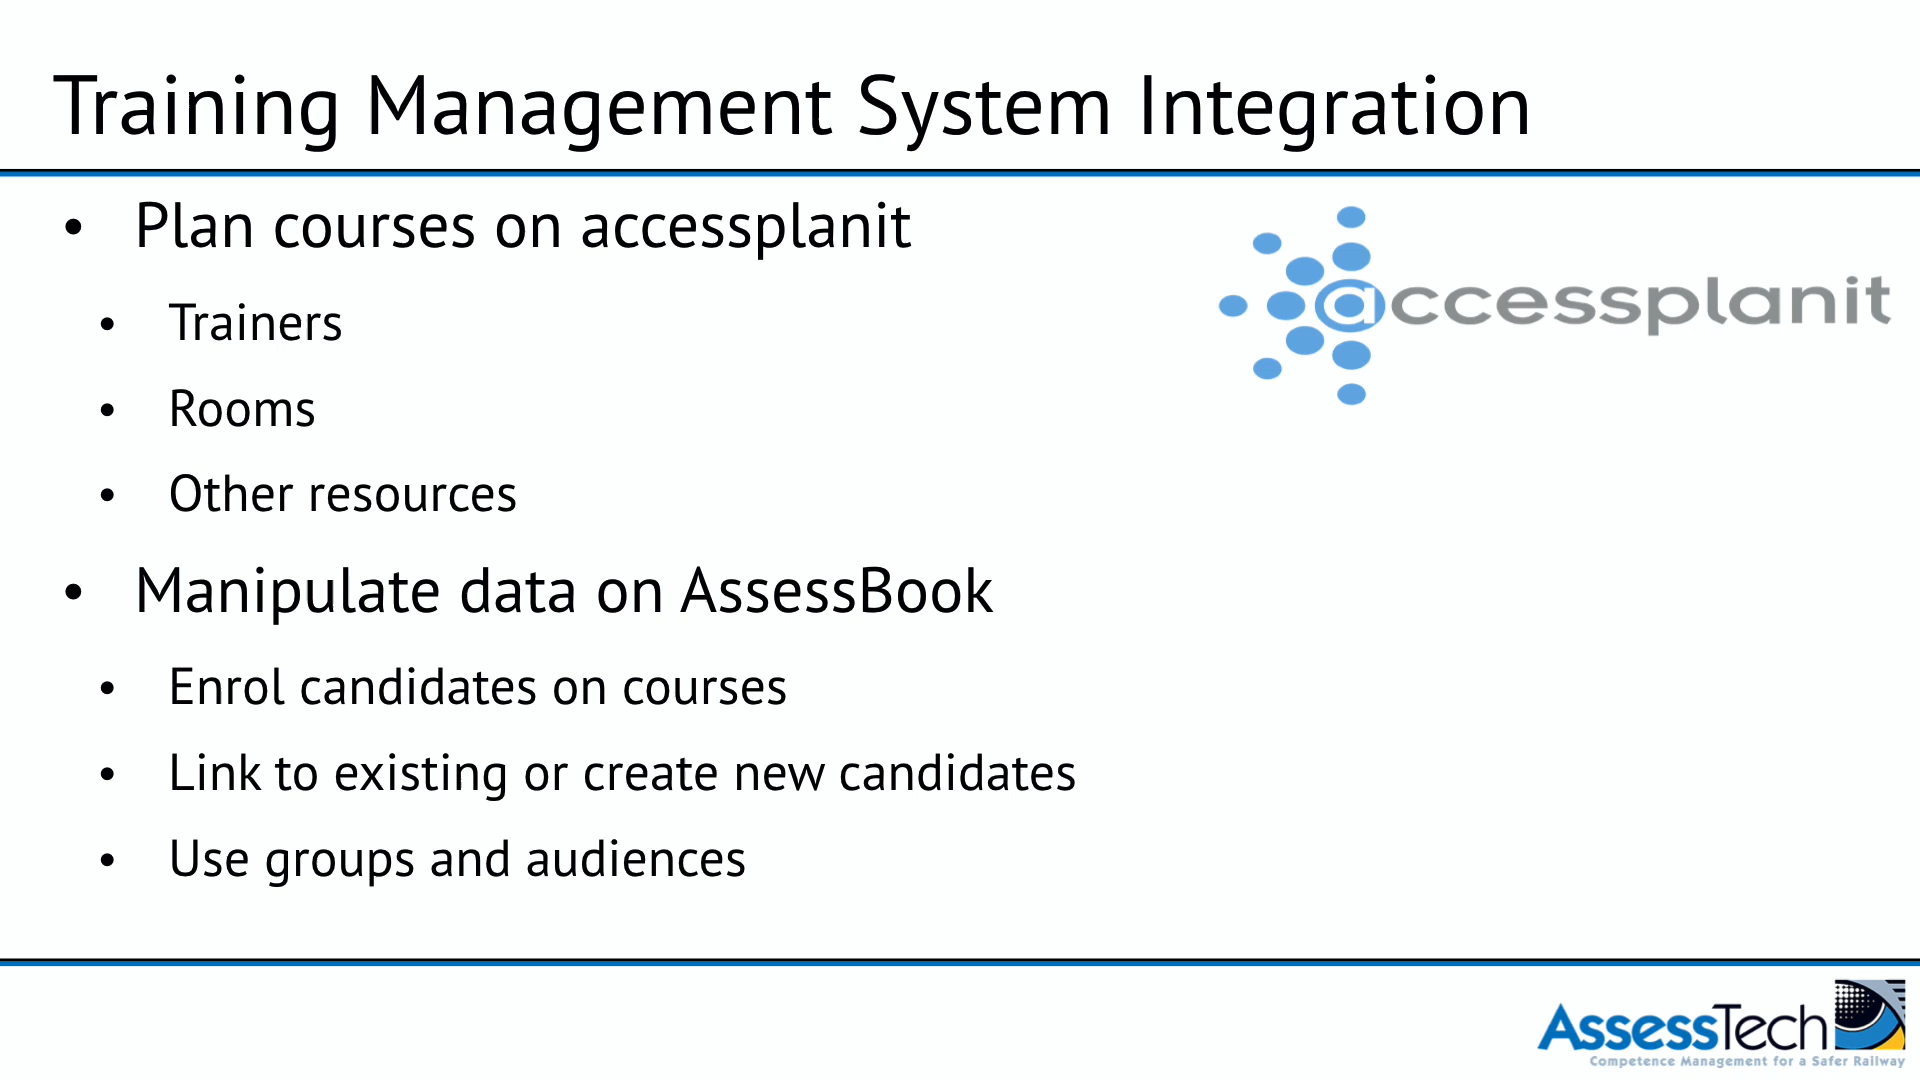 Training Management System Integration
• Plan courses on accessplanit
• Trainers
• Rooms
• Other resources
• Manipulate data on AssessBook
• Enrol candidates on courses
• Link to existing or create new candidates
• Use groups and audiences
accessplanit
AssessTech
Competence Management for a Safer Railway